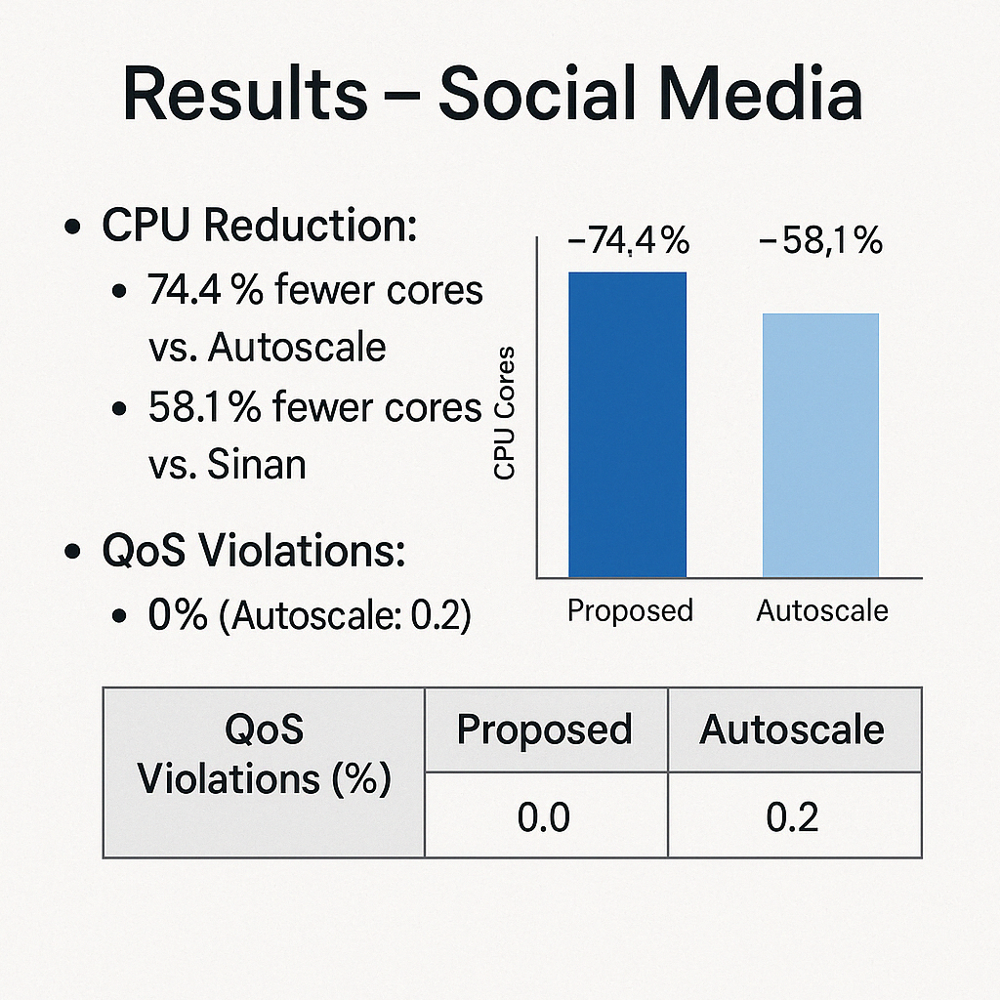 Results – Social Media
• CPU Reduction:
• 74.4 % fewer cores
vs. Autoscale
• 58.1 % fewer cores
vs. Sinan
• QoS Violations:
• 0% (Autoscale: 0.2)
−74,4 %
−58,1 %
CPU Cores
Proposed
Autoscale
QoS
Violations (%)
Proposed
Autoscale
0.0
0.2